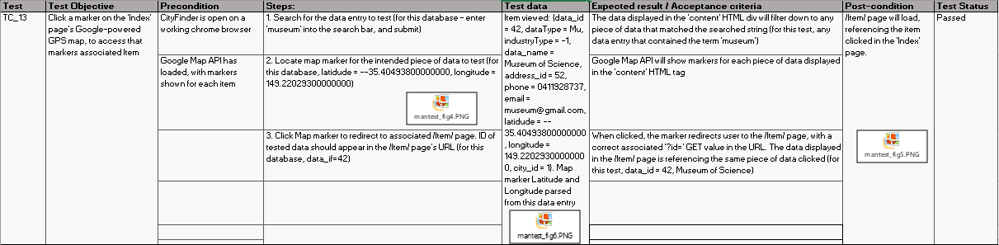 Test Test Objective Precondition Steps: Test data Expected result / Acceptance criteria Post-condition Test Status
TC_13
Click a marker on the 'Index'
page's Google-powered
GPS map, to access that
markers associated Item
CityFinder is open on a
working chrome browser
Google Map API has
loaded, with markers
shown for each item
1. Search for the data entry to test (for this database - enter
'museum' into the search bar, and submit)
2. Locate map marker for the intended piece of data to test (for
this database, latidude = --35.40493800000000, longitude =
149.22029300000000)
mantest_fig4.PNG
3. Click Map marker to redirect to associated /Item/ page. ID of
tested data should appear in the /Item/ page's URL (for this
database, data_if=42)
Item viewed: {data_id
= 42, dataType = Mu,
industryType = -1,
data_name =
Museum of Science,
address_id = 52,
phone = 0411928737,
email =
museum@gmail.com,
latidude = --
35.40493800000000
, longitude =
149.2202930000000
0, city_id = 1}. Map
marker Latitude and
Longitude parsed
from this data entry
mantest_fig6.PNG
The data displayed in the 'content' HTML div will filter down to any
piece of data that matched the searched string (for this test, any
data entry that contained the term 'museum')
Google Map API will show markers for each piece of data displayed
in the 'content' HTML tag
When clicked, the marker redirects user to the /Item/ page, with a
correct associated '?id=' GET value in the URL. The data displayed
in the /Item/ page is referencing the same piece of data clicked (for
this test, data_id = 42, Museum of Science)
/Item/ page will load,
referencing the item
clicked in the 'Index'
page.
mantest_fig5.PNG
Passed